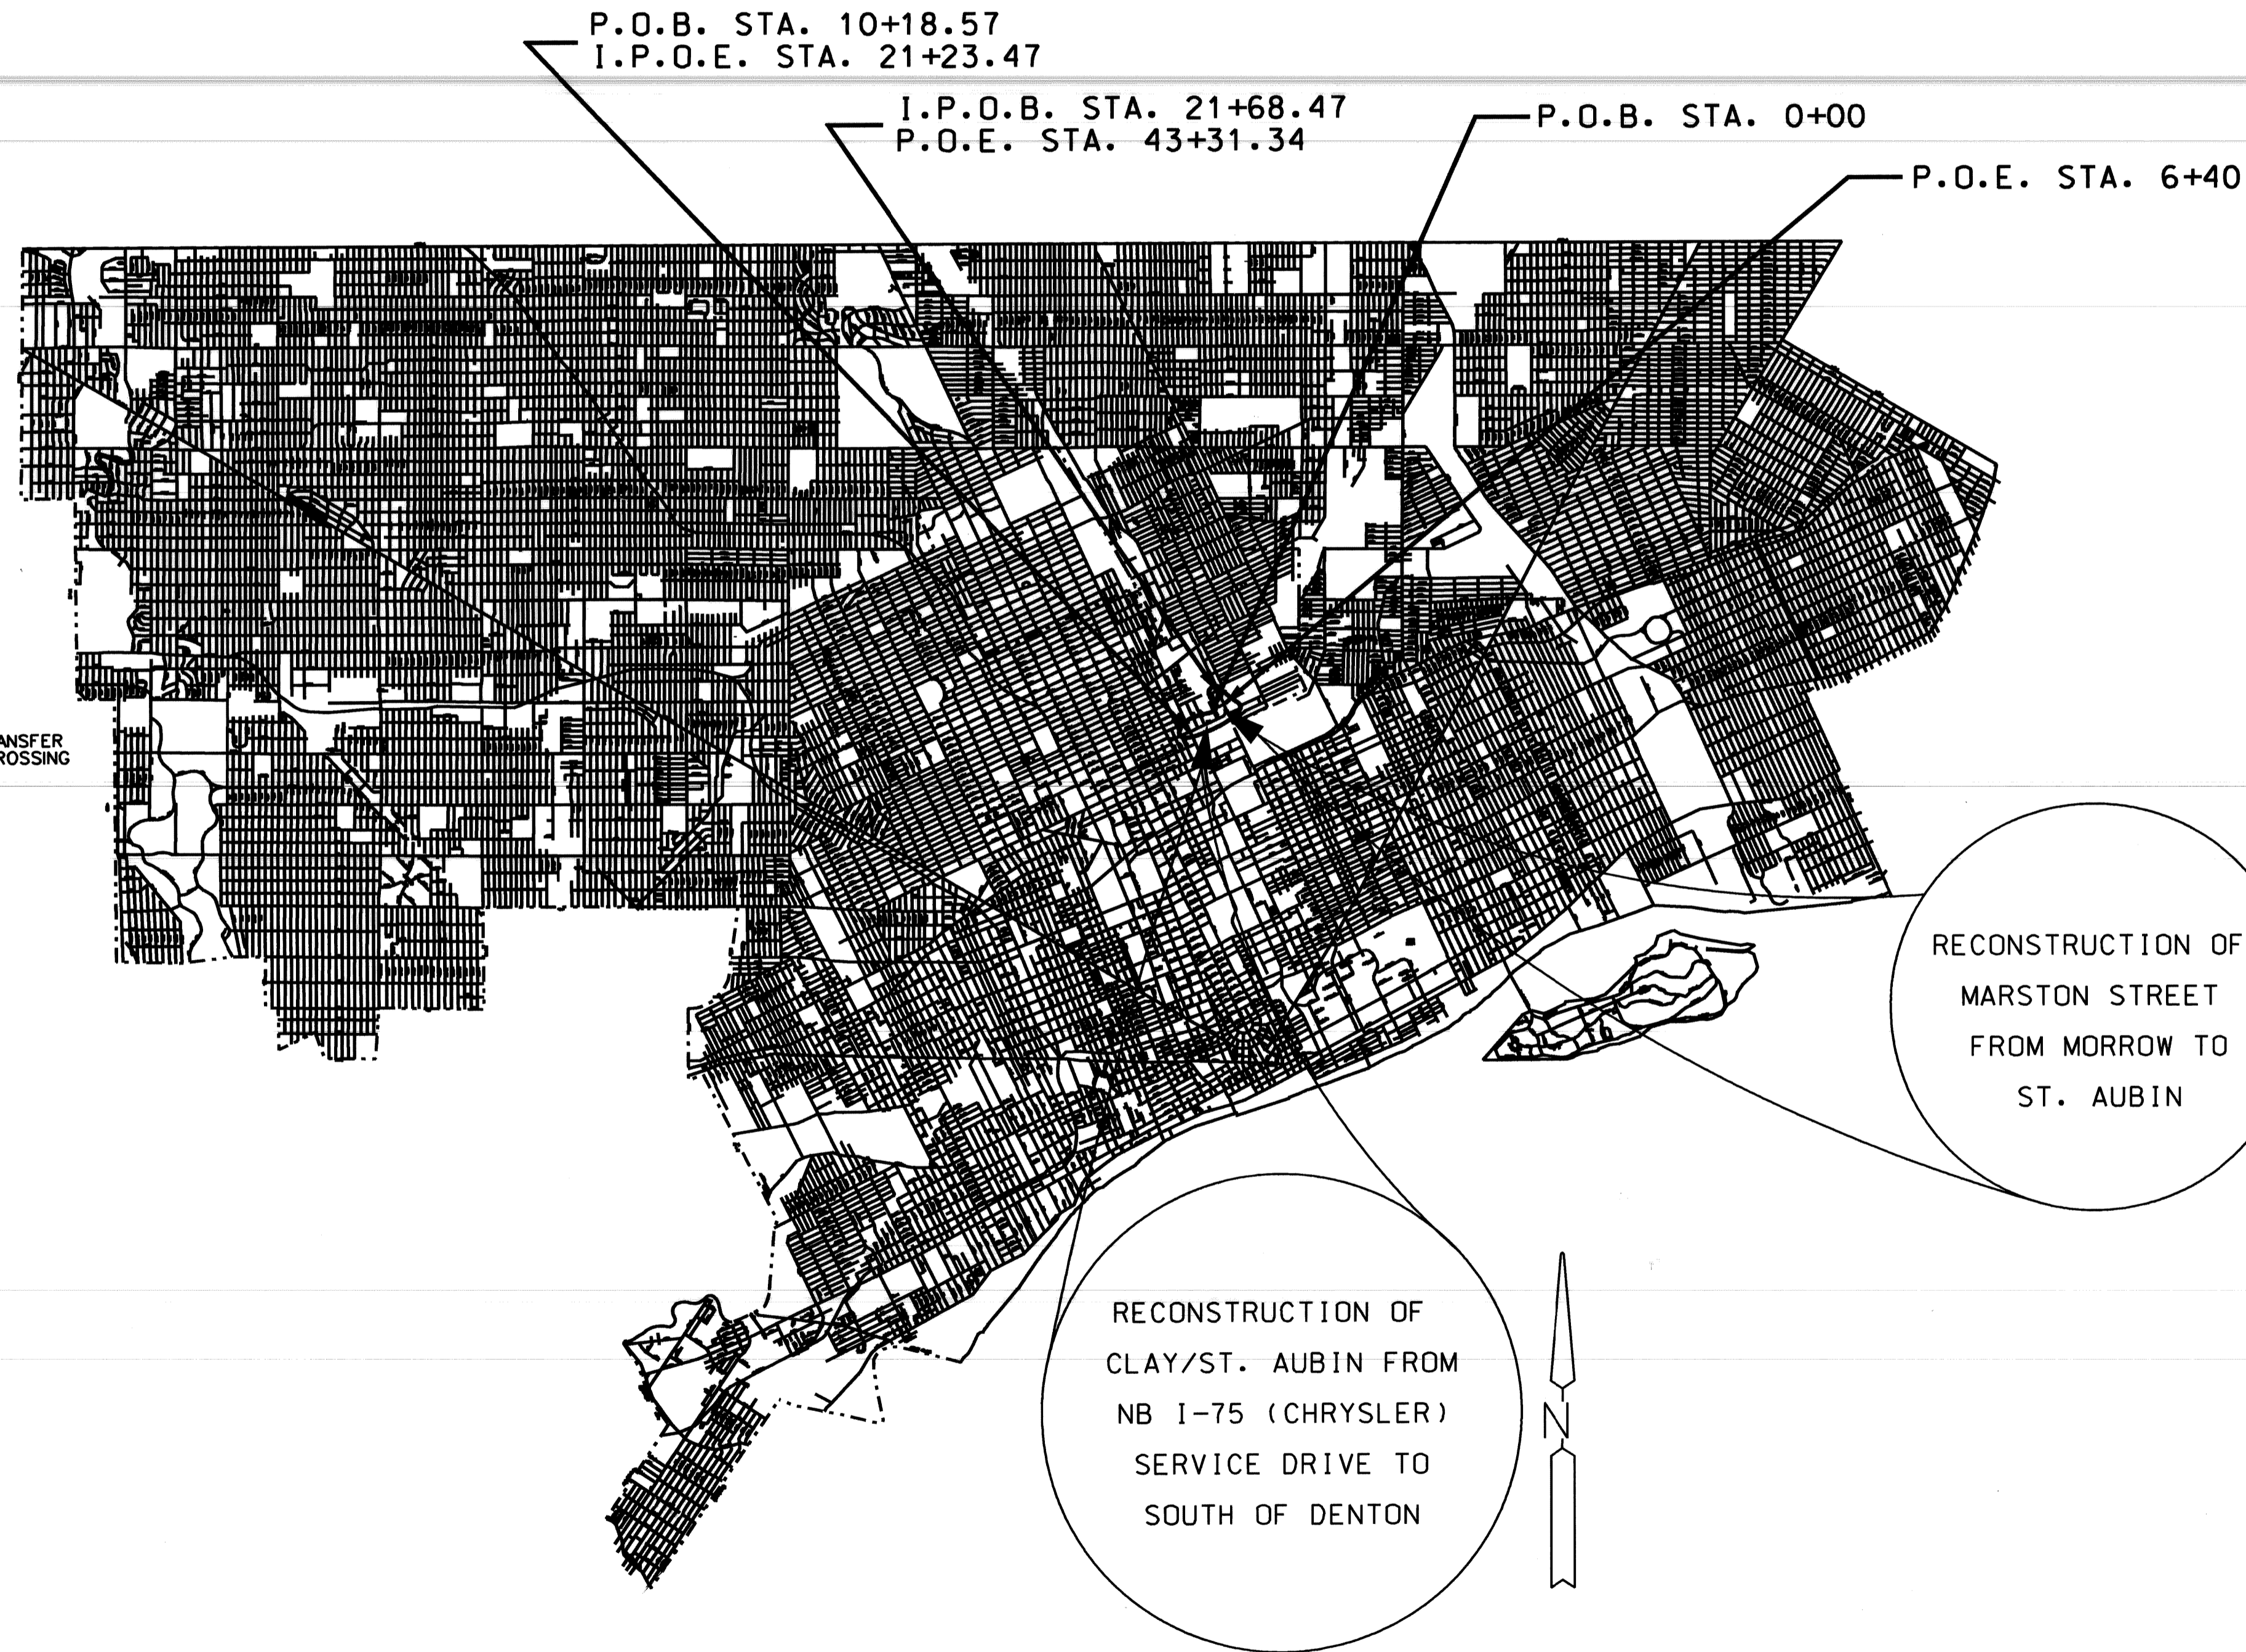 P.O.B. STA. 10+18.57
I.P.O.E. STA. 21+23.47
I.P.O.B. STA. 21+68.47
P.O.E. STA. 43+31.34
P.O.B. STA. 0+00
P.O.E. STA. 6+40
ANSFER
ROSSING
RECONSTRUCTION OF
MARSTON STREET
FROM MORROW TO
ST. AUBIN
RECONSTRUCTION OF
CLAY/ST. AUBIN FROM
NB I-75 (CHRYSLER)
SERVICE DRIVE TO
SOUTH OF DENTON
N